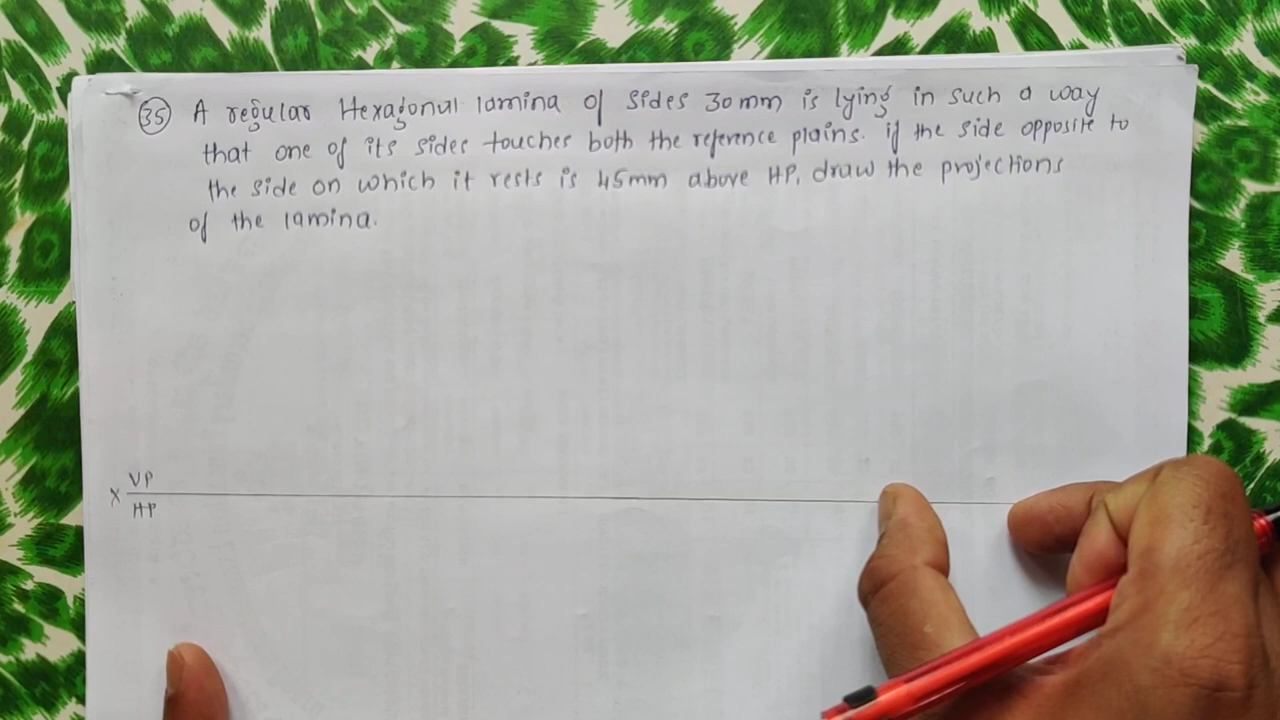 35 A regular Hexagonal lamina of sides 30mm is lying in such a way
that one of its sides touches both the reference plains. if the side opposite to
the side on which it rests is 45mm above HP, draw the projections
of the lamina.
VP
X
HP